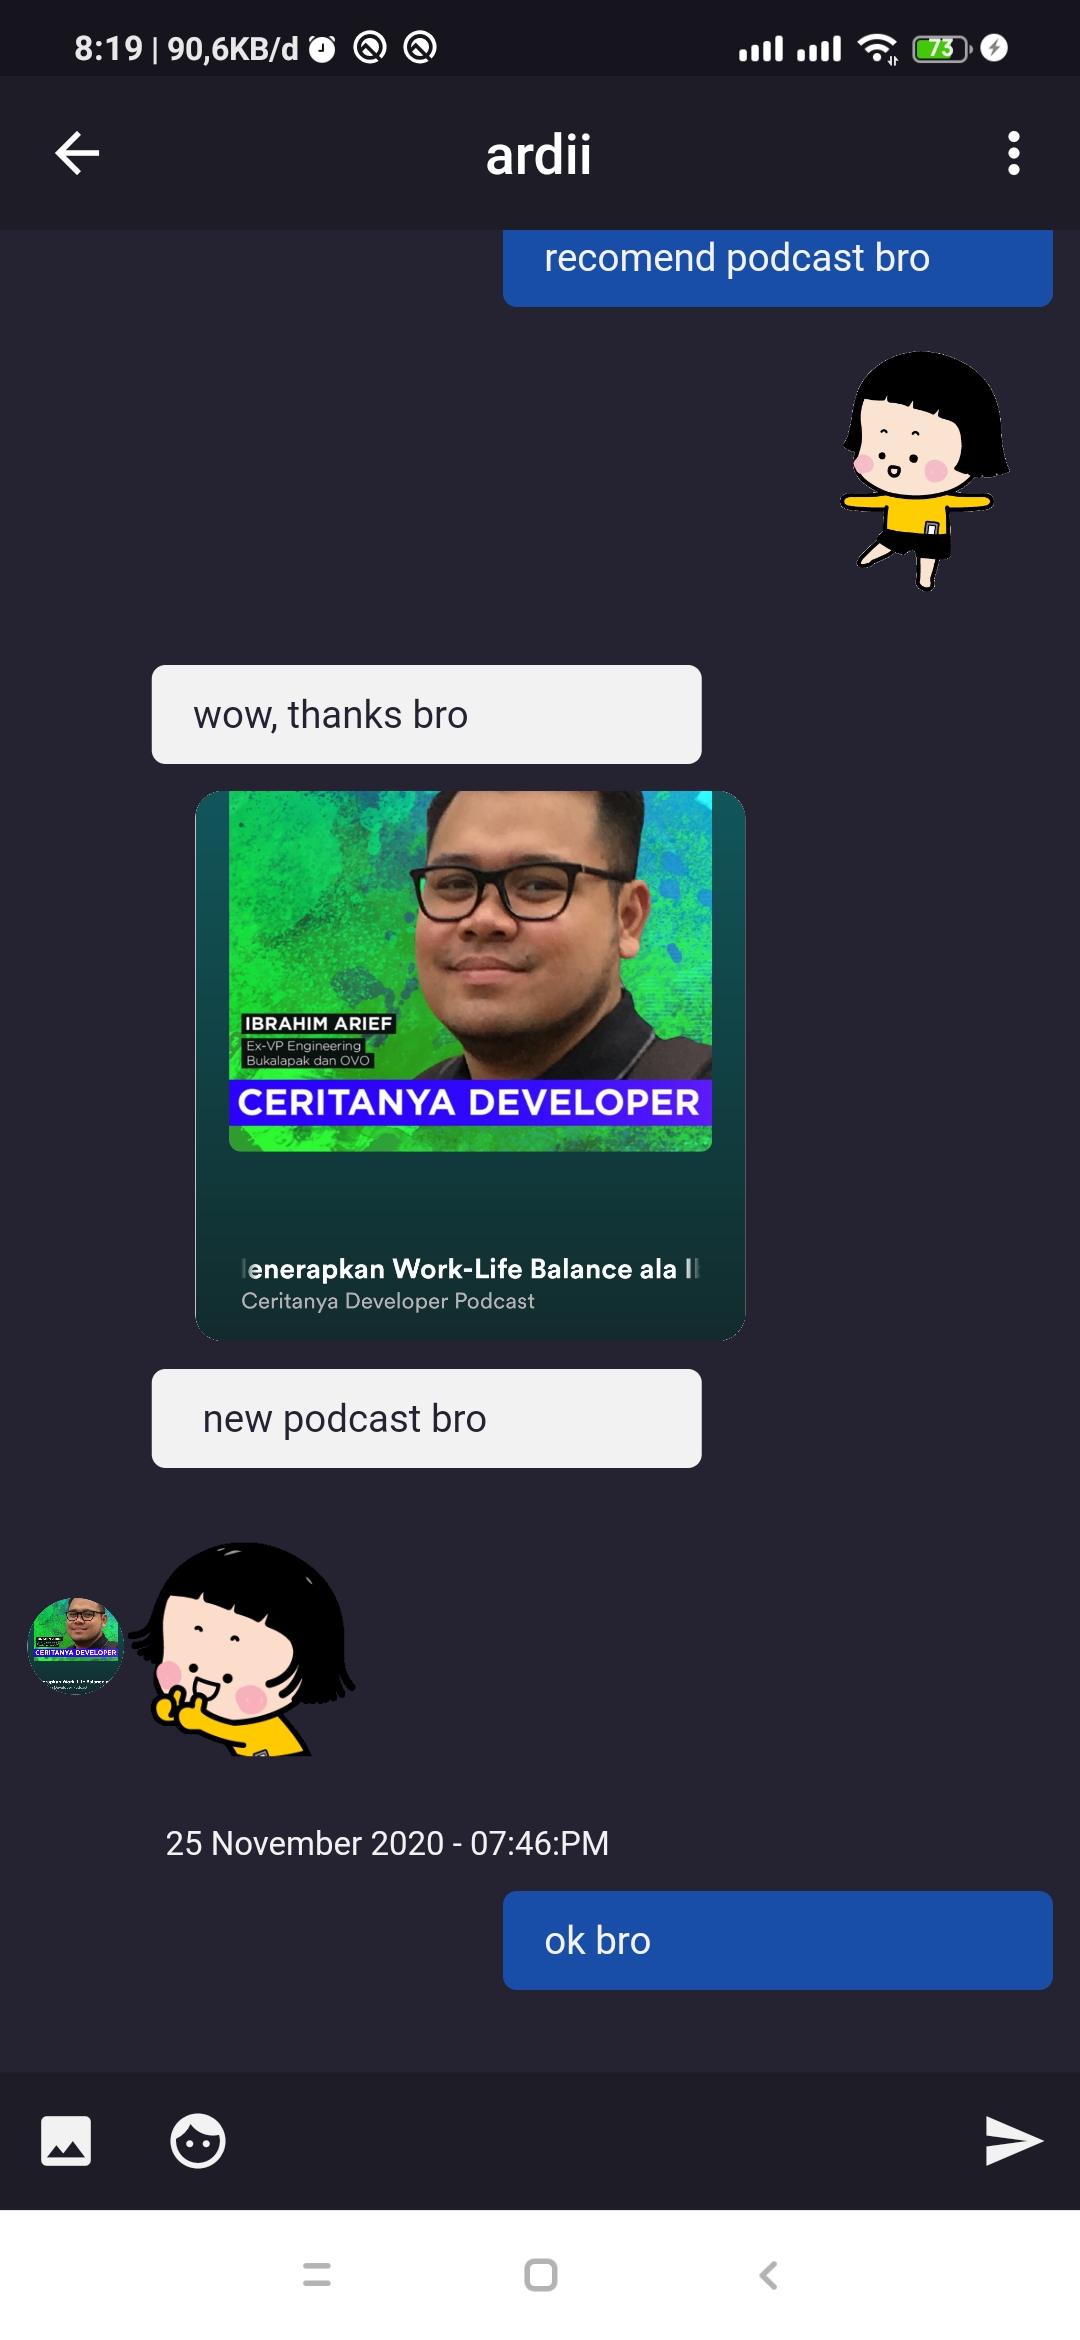 8:19 | 90,6KB/d
73
ardii
recomend podcast bro
wow, thanks bro
IBRAHIM ARIEF
Ex-VP Engineering
Bukalapak dan OVO
CERITANYA DEVELOPER
enerapkan Work-Life Balance ala
Ceritanya Developer Podcast
new podcast bro
CERITANYA DEVELOPER
25 November 2020 - 07:46:PM
ok bro